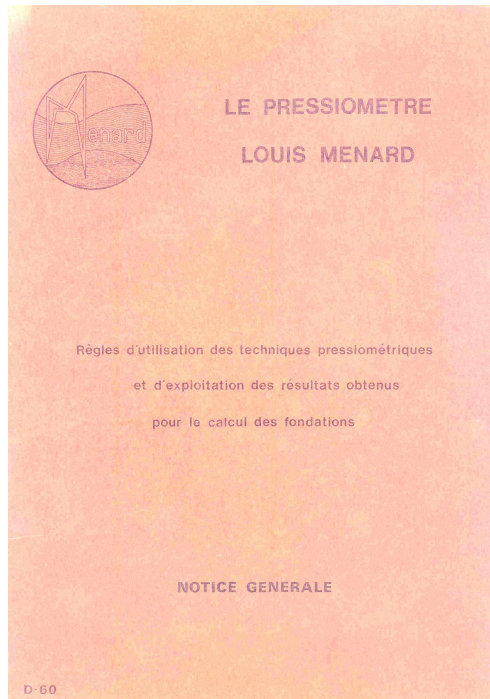 Menard
LE PRESSIOMETRE
LOUIS MENARD
Règles d'utilisation des techniques pressiométriques
et d'exploitation des résultats obtenus
pour le calcul des fondations
NOTICE GENERALE
D-60